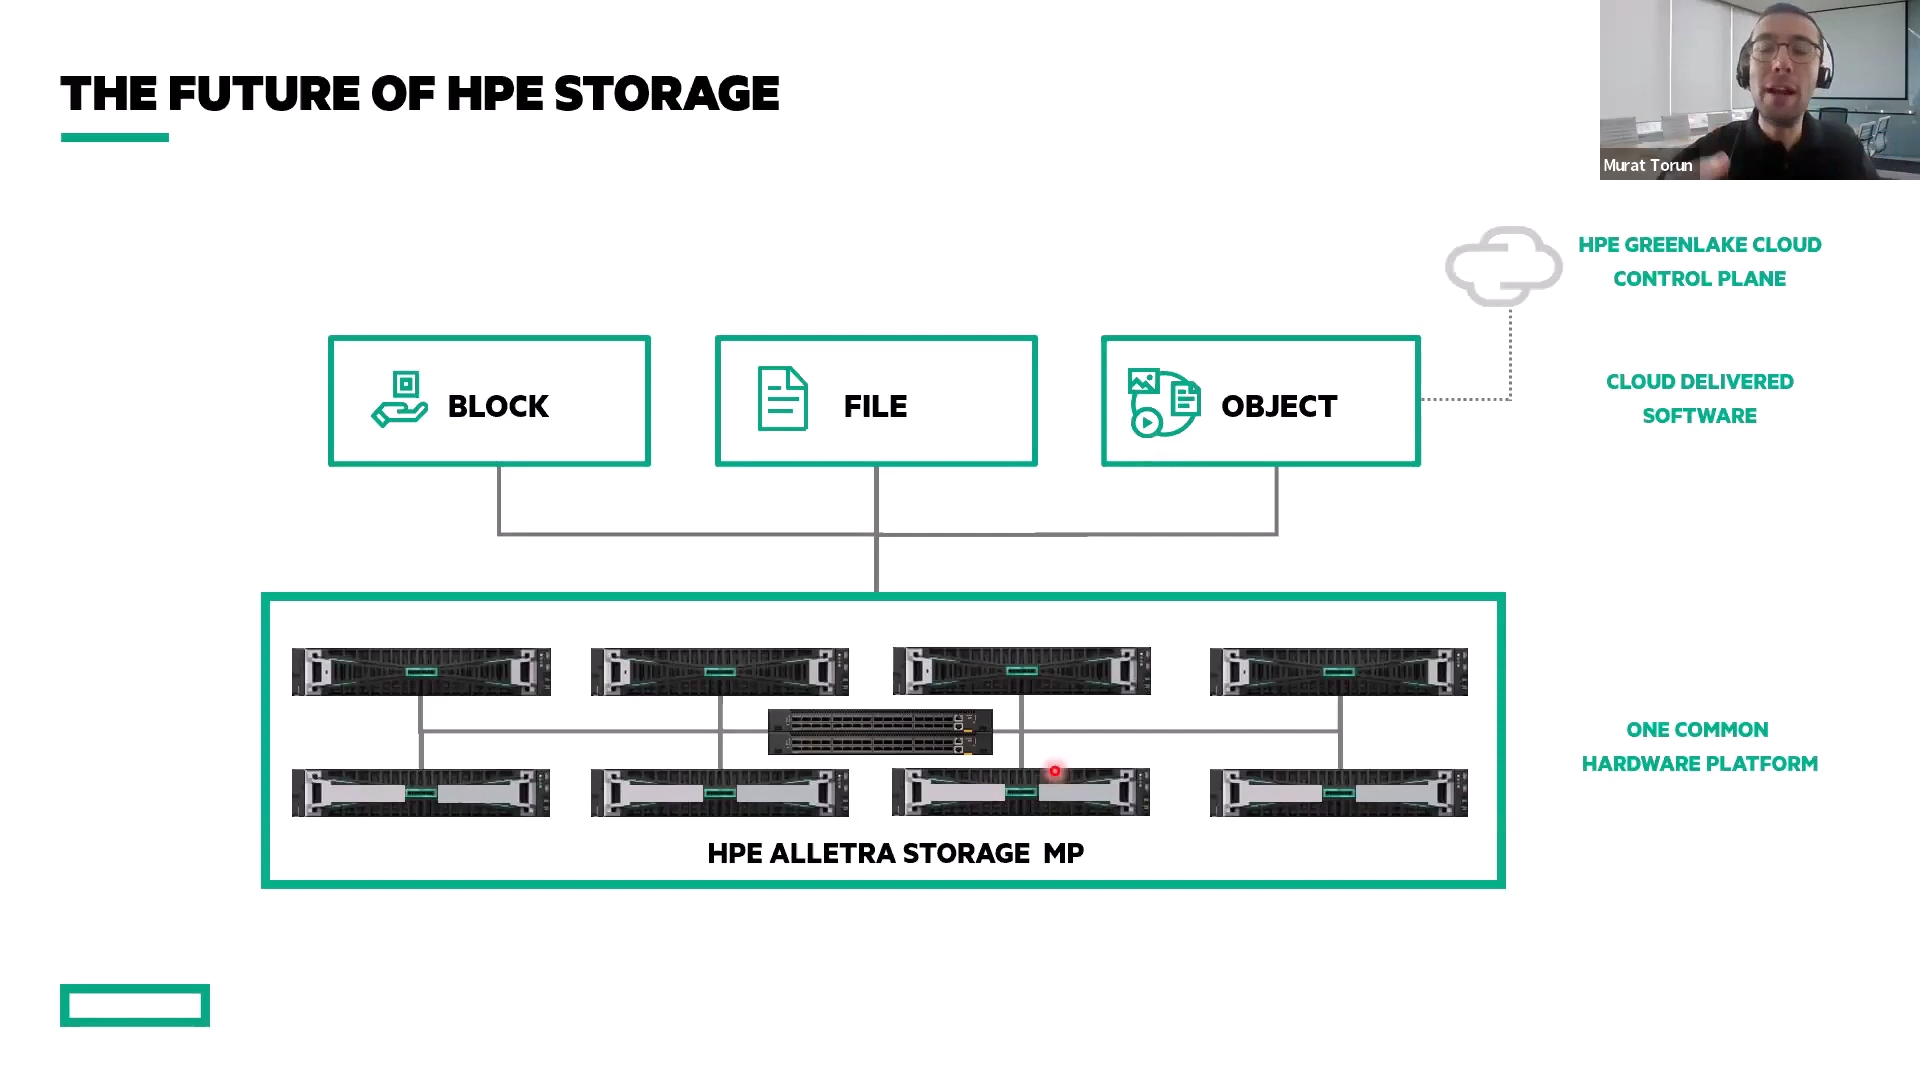 THE FUTURE OF HPE STORAGE
Murat Torun
HPE GREENLAKE CLOUD
CONTROL PLANE
BLOCK
FILE
OBJECT
CLOUD DELIVERED
SOFTWARE
ONE COMMON
HARDWARE PLATFORM
HPE ALLETRA STORAGE MP